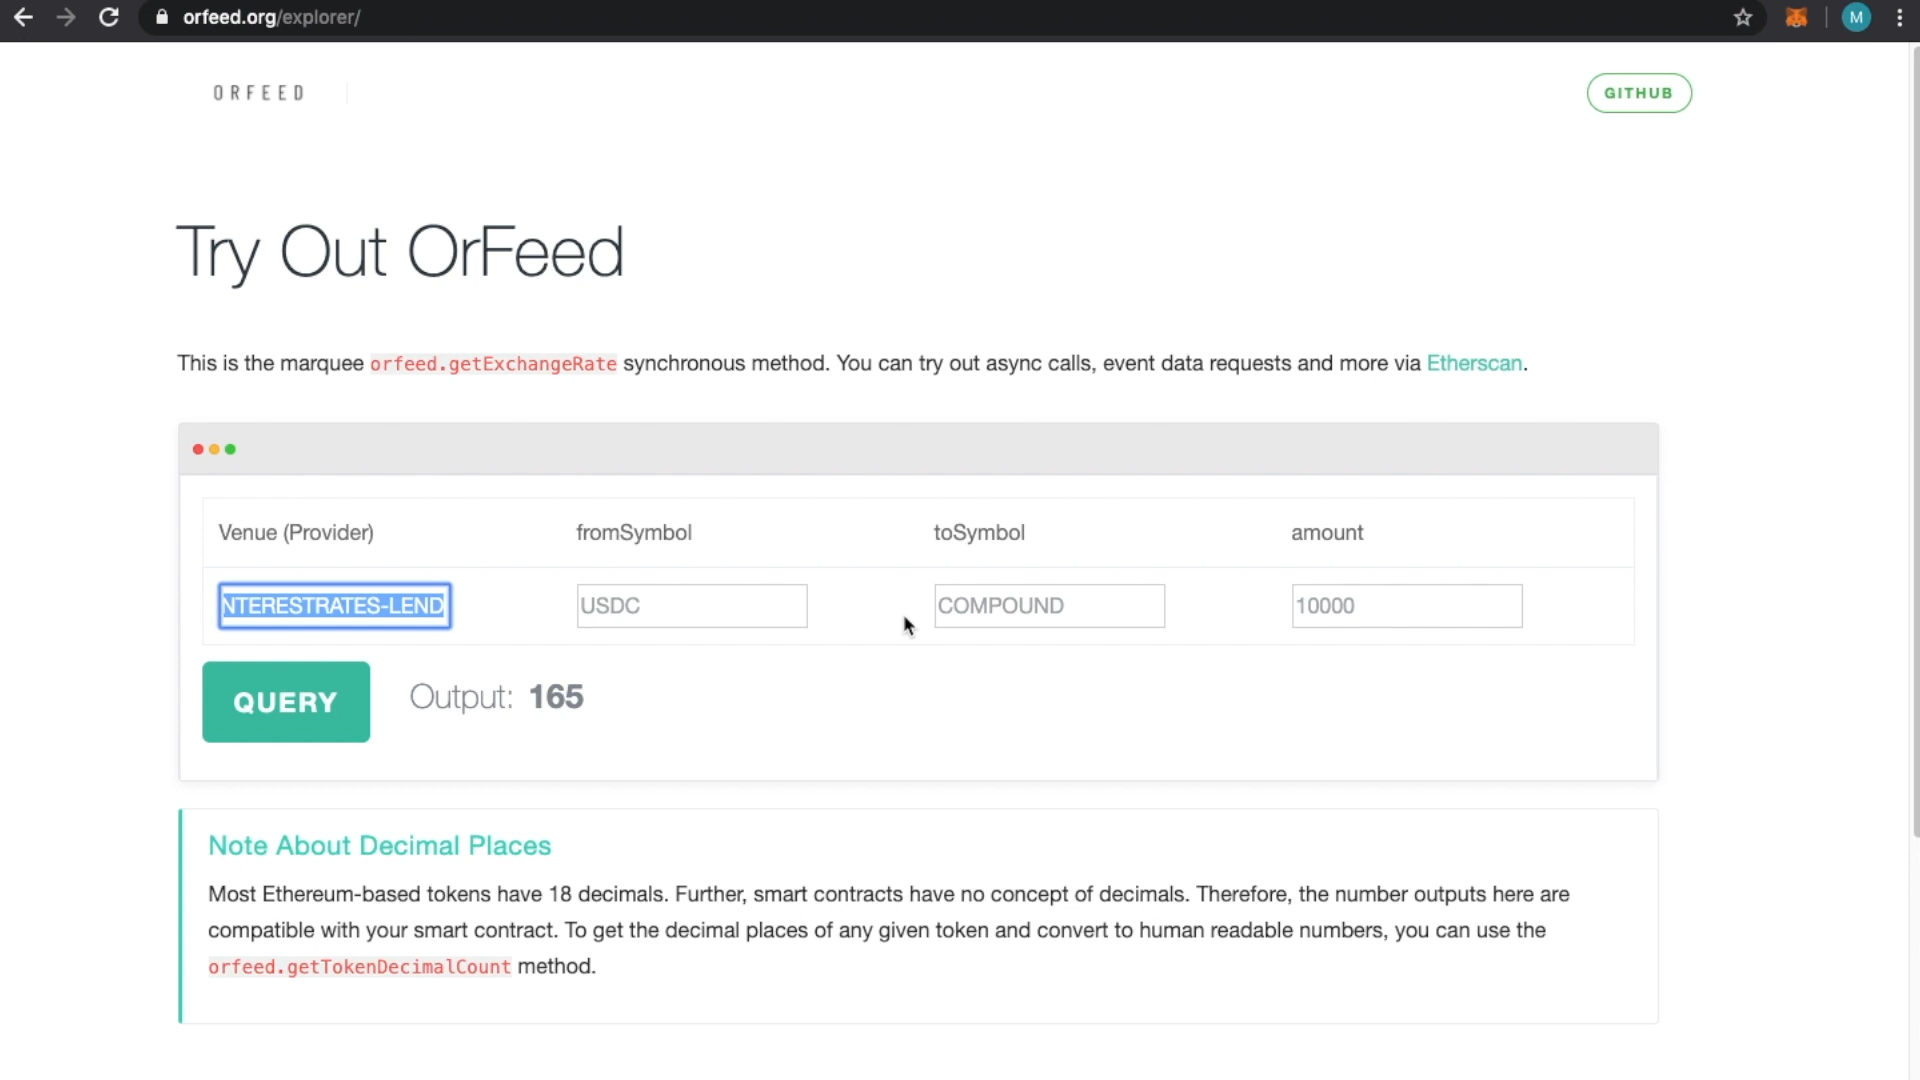 orfeed.org/explorer/
M
ORFEED
GITHUB
Try Out OrFeed
This is the marquee orfeed.getExchangeRate synchronous method. You can try out async calls, event data requests and more via Etherscan.
Venue (Provider) fromSymbol toSymbol amount
NTERESTRATES-LEND USDC COMPOUND 10000
QUERY Output: 165
Note About Decimal Places
Most Ethereum-based tokens have 18 decimals. Further, smart contracts have no concept of decimals. Therefore, the number outputs here are
compatible with your smart contract. To get the decimal places of any given token and convert to human readable numbers, you can use the
orfeed.getTokenDecimalCount method.